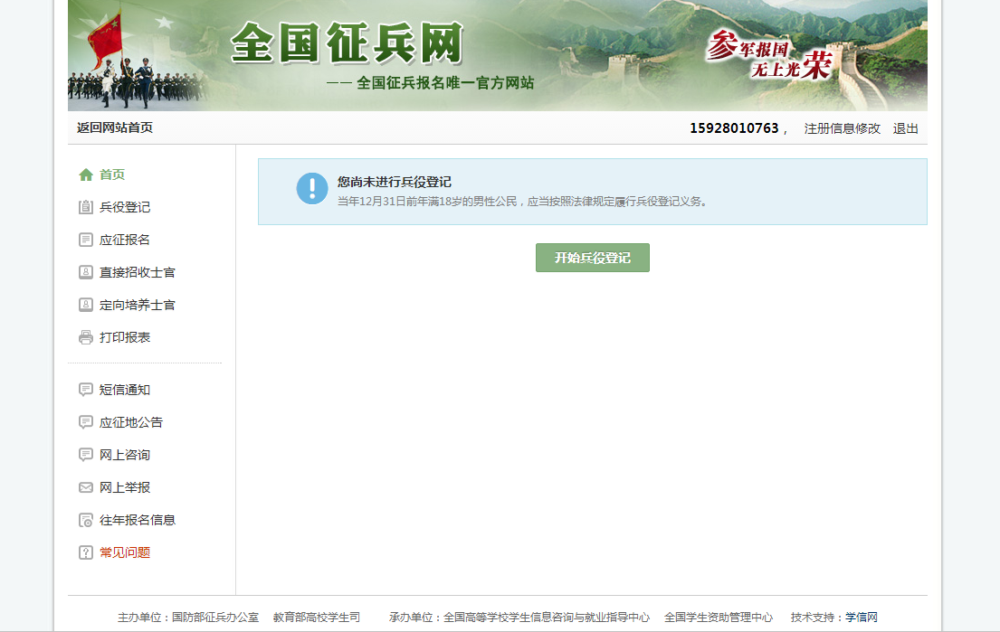 全国征兵网
—— 全国征兵报名唯一官方网站
参军报国
无上光荣
返回网站首页
15928010763 , 注册信息修改 退出
首页
兵役登记
应征报名
直接招收士官
定向培养士官
打印报表
短信通知
应征地公告
网上咨询
网上举报
往年报名信息
常见问题
您尚未进行兵役登记
当年12月31日前年满18岁的男性公民，应当按照法律规定履行兵役登记义务。
开始兵役登记
主办单位：国防部征兵办公室 教育部高校学生司 承办单位：全国高等学校学生信息咨询与就业指导中心 全国学生资助管理中心 技术支持：学信网